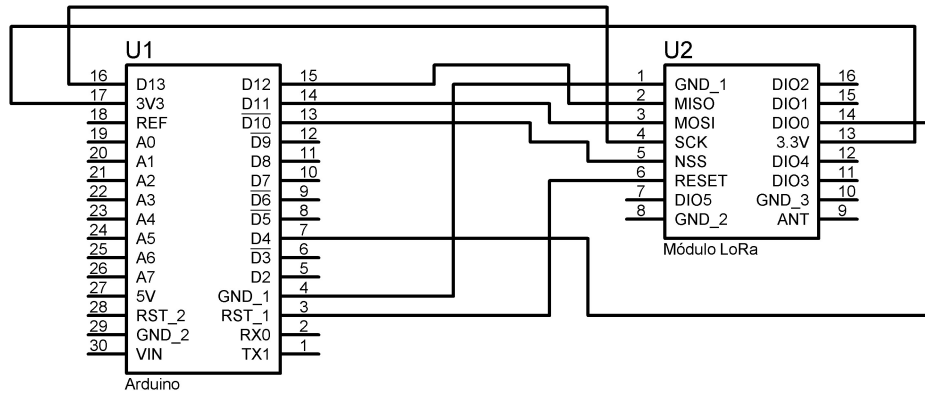 U1
16 D13 D12 15
17 3V3 D11 14
18 REF D10 13
19 A0 D9 12
20 A1 D8 11
21 A2 D7 10
22 A3 D6 9
23 A4 D5 8
24 A5 D4 7
25 A6 D3 6
26 A7 D2 5
27 5V GND_1 4
28 RST_2 RST_1 3
29 GND_2 RX0 2
30 VIN TX1 1
Arduino
U2
1 GND_1 DIO2 16
2 MISO DIO1 15
3 MOSI DIO0 14
4 SCK 3.3V 13
5 NSS DIO4 12
6 RESET DIO3 11
7 DIO5 GND_3 10
8 GND_2 ANT 9
Módulo LoRa